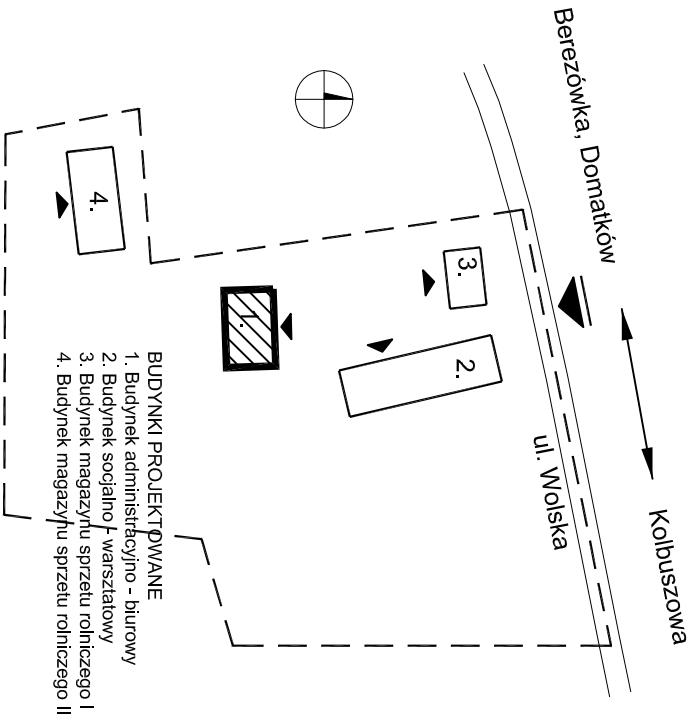 Berezówka, Domatków
Kolbuszowa
ul. Wolska
3.
2.
1.
4.
BUDYNKI PROJEKTOWANE
1. Budynek administracyjno - biurowy
2. Budynek socjalno - warsztatowy
3. Budynek magazynu sprzetu rolniczego I
4. Budynek magazynu sprzetu rolniczego II